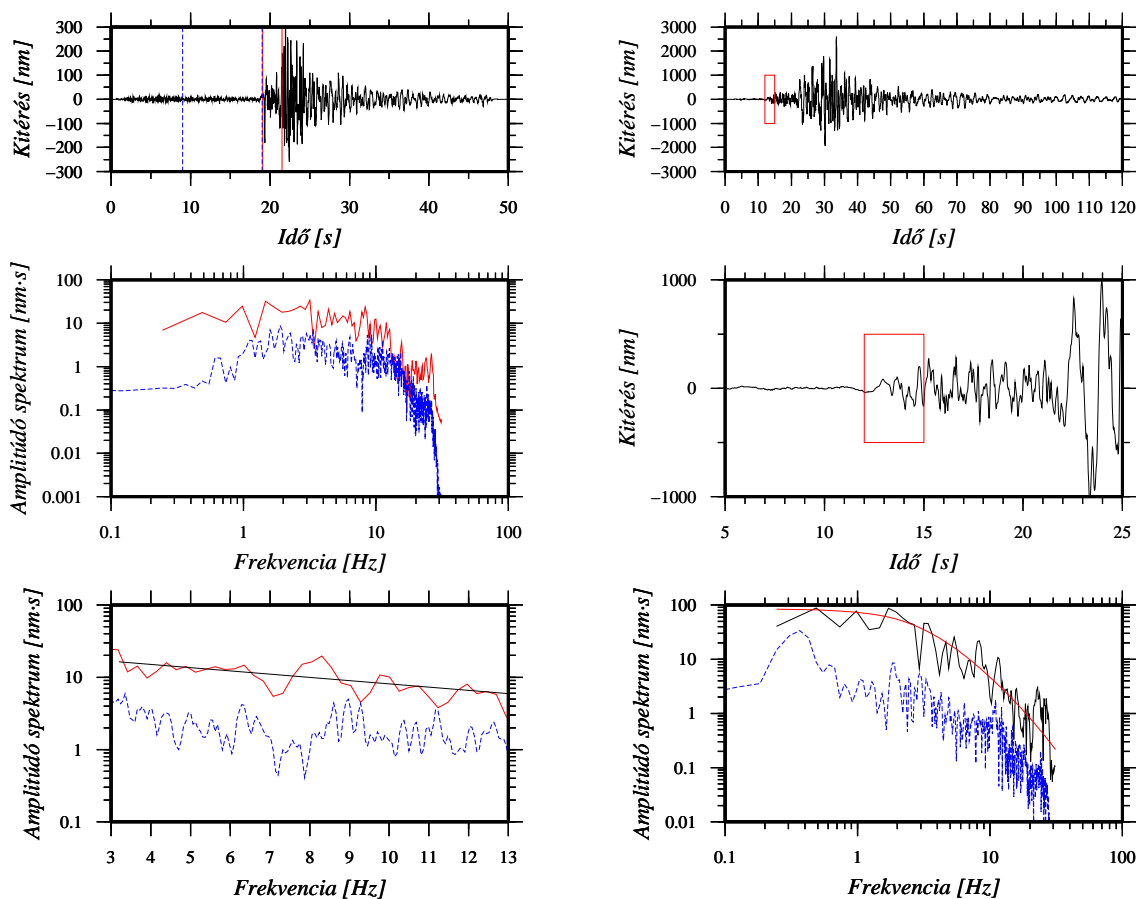 Kitérés [nm]
300
200
100
0
−100
−200
−300
0 10 20 30 40 50
Idő [s]
Kitérés [nm]
3000
2000
1000
0
−1000
−2000
−3000
0 10 20 30 40 50 60 70 80 90 100 110 120
Idő [s]
Amplitúdó spektrum [nm·s]
100
10
1
0.1
0.01
0.001
0.1 1 10 100
Frekvencia [Hz]
Kitérés [nm]
1000
0
−1000
5 10 15 20 25
Idő [s]
Amplitúdó spektrum [nm·s]
100
10
1
0.1
3 4 5 6 7 8 9 10 11 12 13
Frekvencia [Hz]
Amplitúdó spektrum [nm·s]
100
10
1
0.1
0.01
0.1 1 10 100
Frekvencia [Hz]